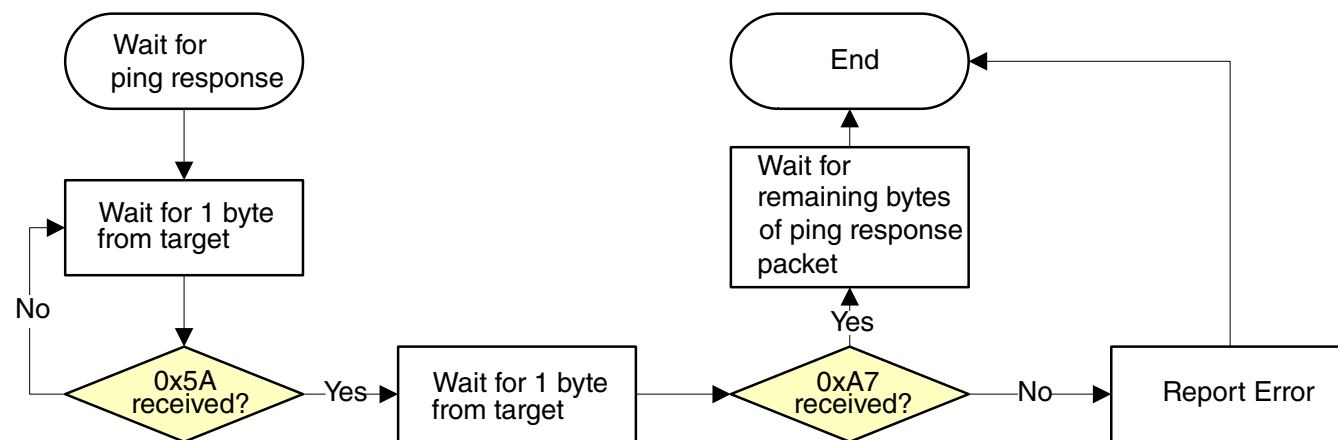 Wait for
ping response
Wait for 1 byte
from target
No
0x5A
received?
Yes
Wait for 1 byte
from target
0xA7
received?
Yes
Wait for
remaining bytes
of ping response
packet
End
No
Report Error